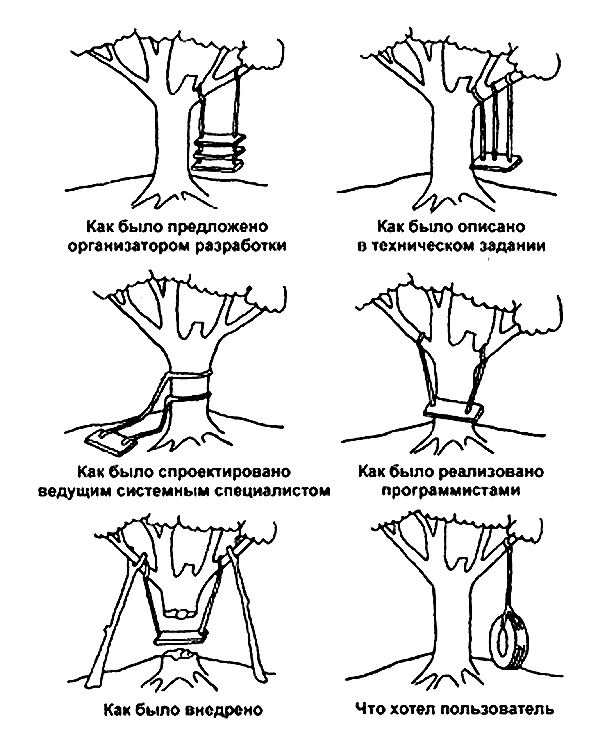 Как было предложено
организатором разработки
Как было описано
в техническом задании
Как было спроектировано
ведущим системным специалистом
Как было реализовано
программистами
Как было внедрено
Что хотел пользователь